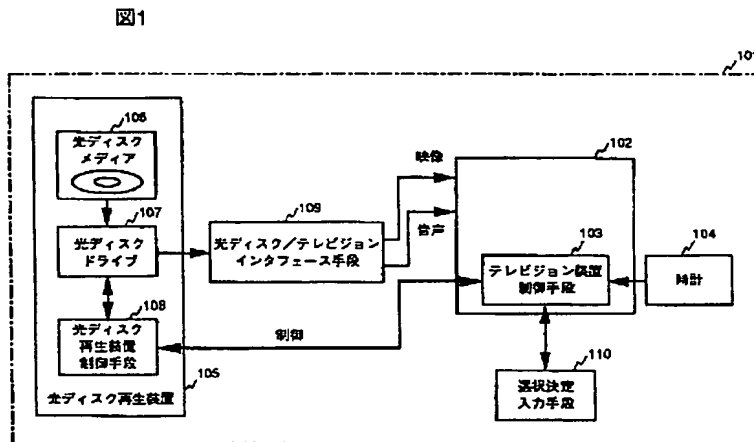 図1
101
106
光ディスク
メディア
107
光ディスク
ドライブ
108
光ディスク
再生装置
制御手段
105
光ディスク再生装置
109
光ディスク/テレビジョン
インタフェース手段
映像
音声
制御
102
103
テレビジョン装置
制御手段
104
時計
110
選択決定
入力手段